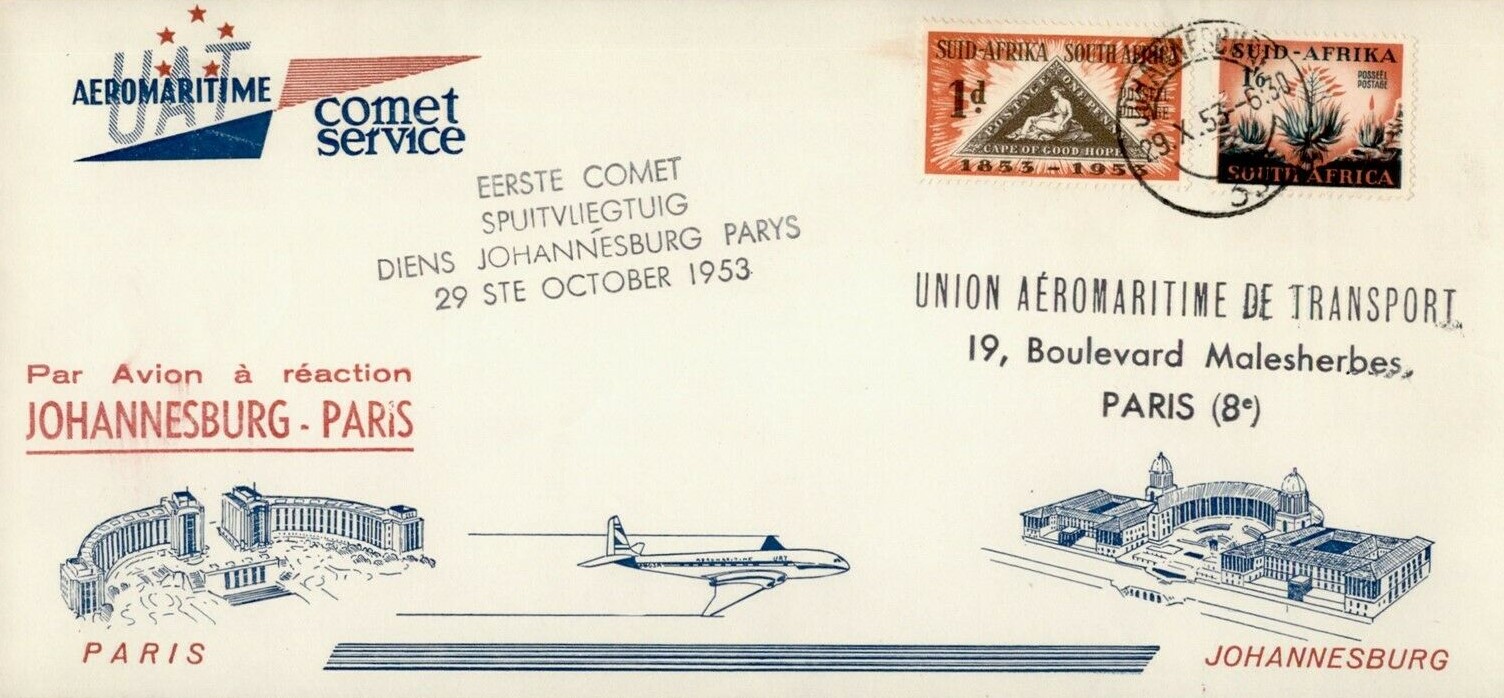 UAT
AEROMARITIME
comet
service
SUID-AFRIKA SOUTH AFRICA
1d
POSTAGE ONE PENNY
CAPE OF GOOD HOPE
1853-1953
SUID-AFRIKA
1'6
POSSEËL
POSTAGE
SOUTH AFRICA
JOHANNESBURG
29.X.53-6:30
EERSTE COMET
SPUITVLIEGTUIG
DIENS JOHANNESBURG PARYS
29 STE OCTOBER 1953
UNION AÉROMARITIME DE TRANSPORT
19, Boulevard Malesherbes,
PARIS (8e)
Par Avion à réaction
JOHANNESBURG - PARIS
AEROMARITIME UAT
PARIS
JOHANNESBURG